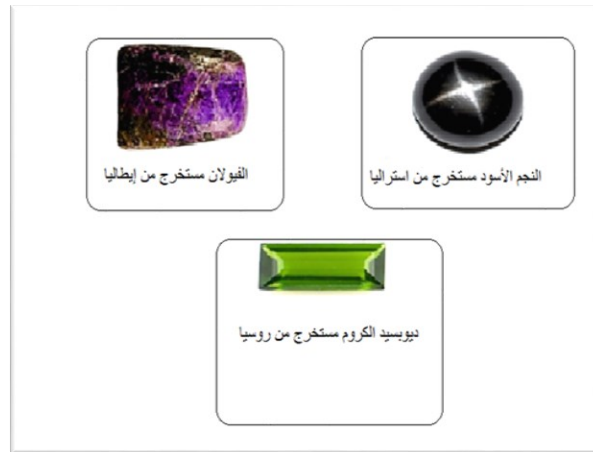 النجم الأسود مستخرج من استراليا
الفيولان مستخرج من إيطاليا
ديوبسيد الكروم مستخرج من روسيا